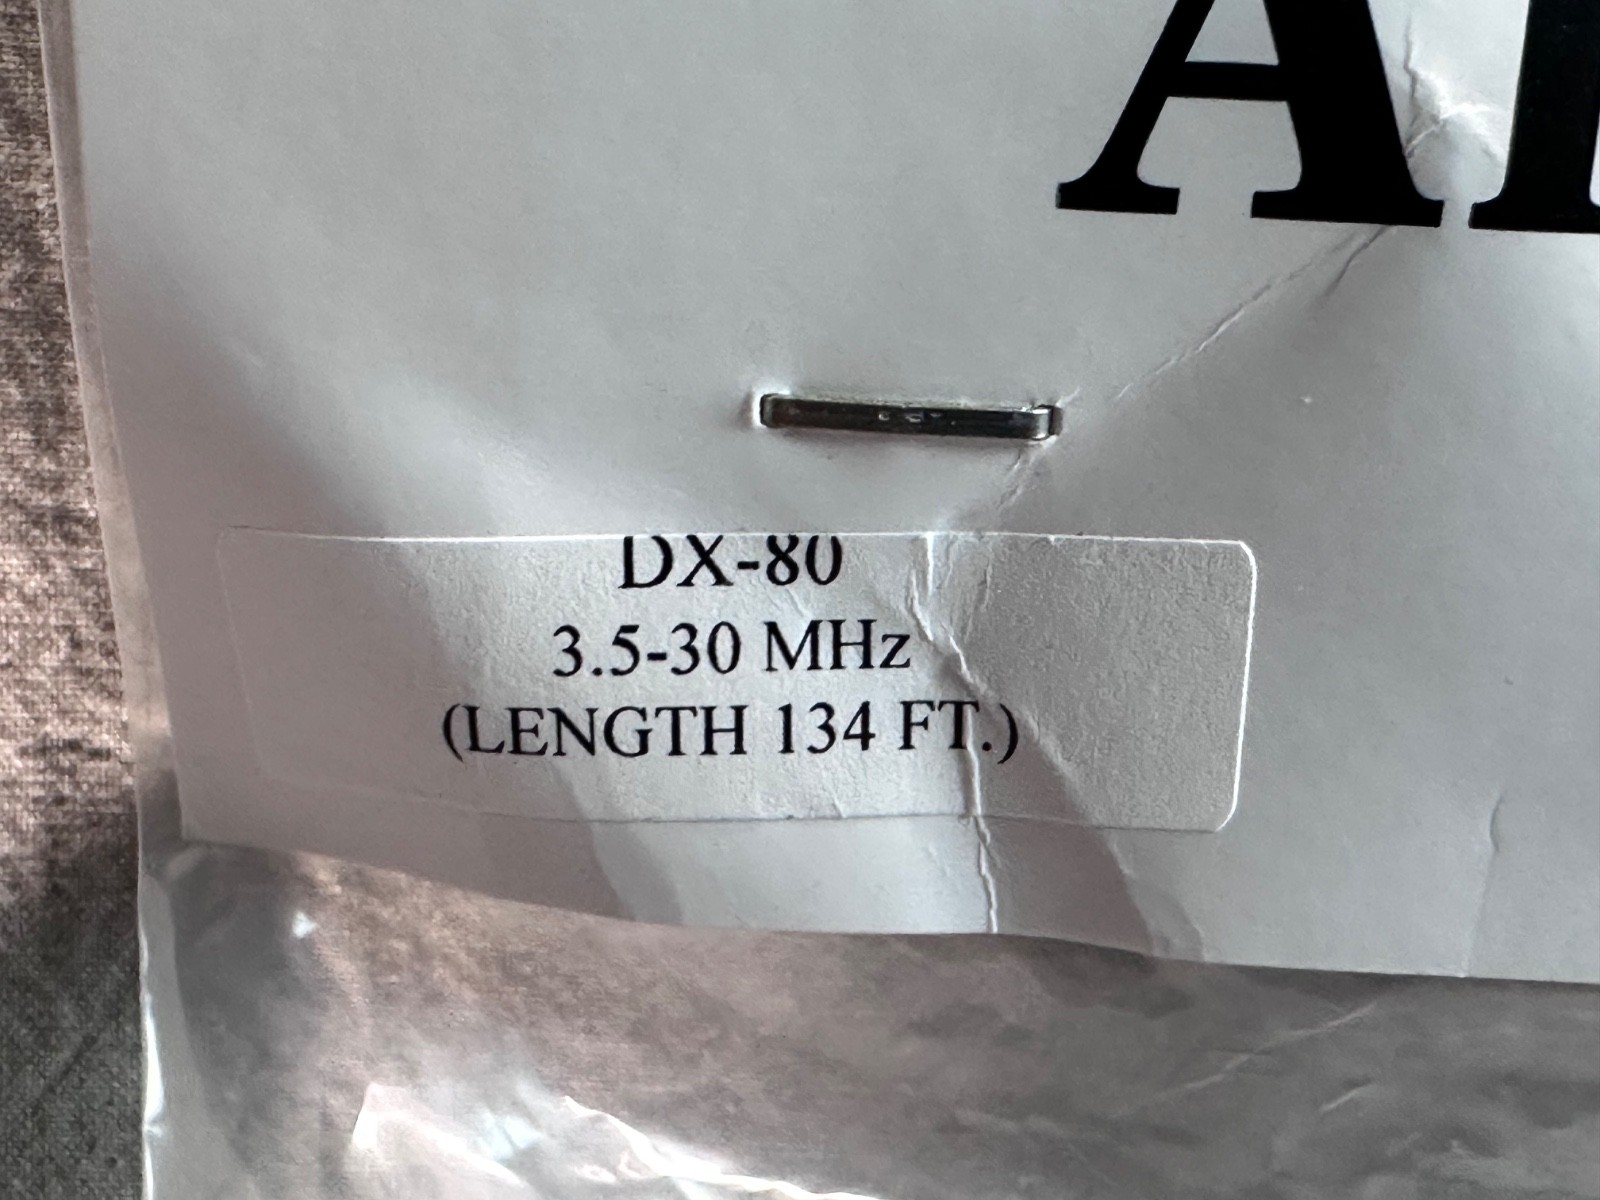 A
DX-80
3.5-30 MHz
(LENGTH 134 FT.)